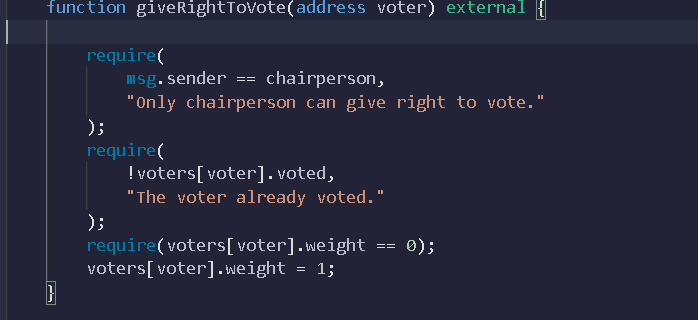 function giveRightToVote(address voter) external {
require(
msg.sender == chairperson,
"Only chairperson can give right to vote."
);
require(
!voters[voter].voted,
"The voter already voted."
);
require(voters[voter].weight == 0);
voters[voter].weight = 1;
}